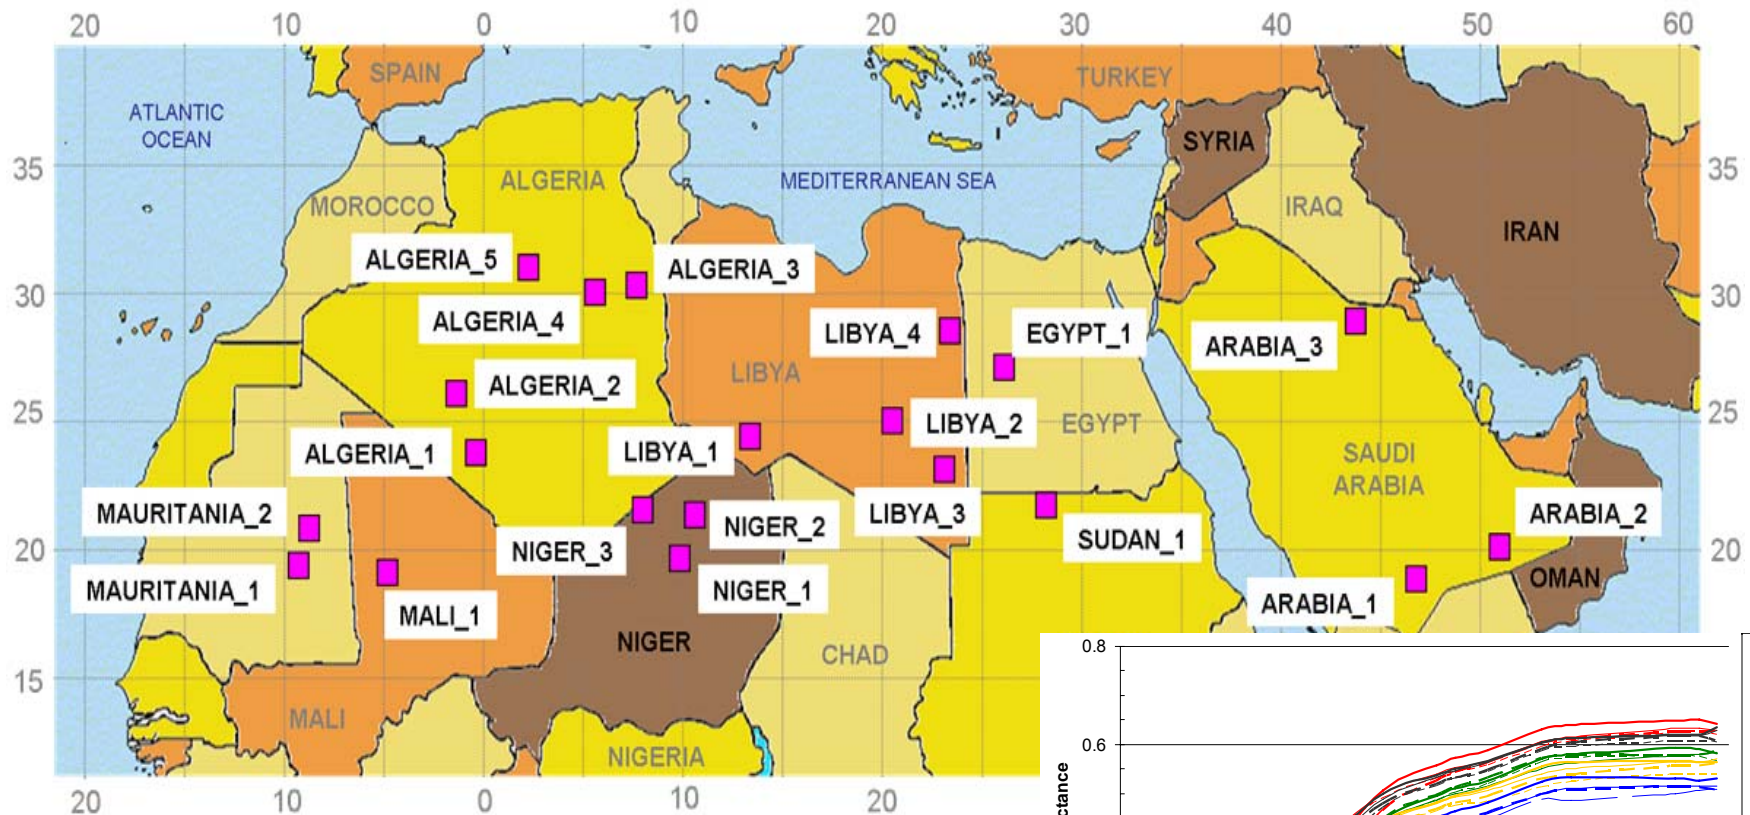 20 10 0 10 20 30 40 50 60
SPAIN
TURKEY
ATLANTIC
OCEAN
SYRIA
35
35
ALGERIA
MEDITERRANEAN SEA
MOROCCO
IRAQ
IRAN
ALGERIA_5
ALGERIA_3
30
30
ALGERIA_4
LIBYA_4
EGYPT_1
ARABIA_3
LIBYA
ALGERIA_2
25
25
LIBYA_2
EGYPT
ALGERIA_1
LIBYA_1
SAUDI
ARABIA
MAURITANIA_2
LIBYA_3
ARABIA_2
NIGER_2
NIGER_3
SUDAN_1
20
20
MAURITANIA_1
NIGER_1
OMAN
ARABIA_1
MALI_1
NIGER
CHAD
0.8
15
MALI
NIGERIA
0.6
ctance
20 10 0 10 20